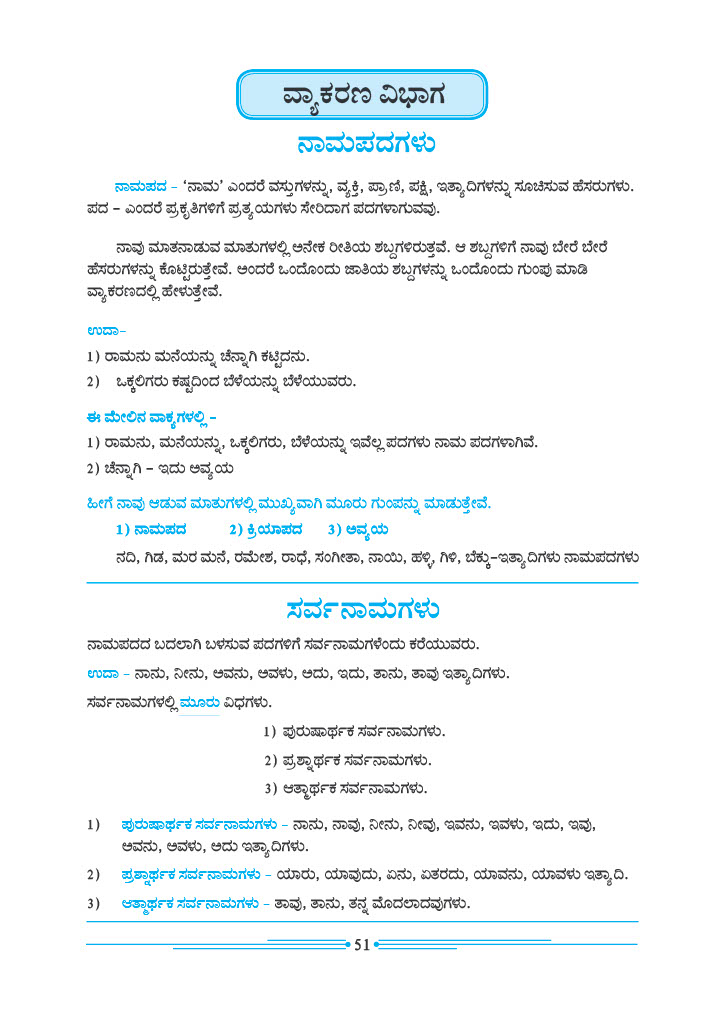 ವ್ಯಾಕರಣ ವಿಭಾಗ
ನಾಮಪದಗಳು
ನಾಮಪದ – ‘ನಾಮ’ ಎಂದರೆ ವಸ್ತುಗಳನ್ನು, ವ್ಯಕ್ತಿ, ಪ್ರಾಣಿ, ಪಕ್ಷಿ, ಇತ್ಯಾದಿಗಳನ್ನು ಸೂಚಿಸುವ ಹೆಸರುಗಳು.
ಪದ – ಎಂದರೆ ಪ್ರಕೃತಿಗಳಿಗೆ ಪ್ರತ್ಯಯಗಳು ಸೇರಿದಾಗ ಪದಗಳಾಗುವವು.
ನಾವು ಮಾತನಾಡುವ ಮಾತುಗಳಲ್ಲಿ ಅನೇಕ ರೀತಿಯ ಶಬ್ದಗಳಿರುತ್ತವೆ. ಆ ಶಬ್ದಗಳಿಗೆ ನಾವು ಬೇರೆ ಬೇರೆ
ಹೆಸರುಗಳನ್ನು ಕೊಟ್ಟಿರುತ್ತೇವೆ. ಅಂದರೆ ಒಂದೊಂದು ಜಾತಿಯ ಶಬ್ದಗಳನ್ನು ಒಂದೊಂದು ಗುಂಪು ಮಾಡಿ
ವ್ಯಾಕರಣದಲ್ಲಿ ಹೇಳುತ್ತೇವೆ.
ಉದಾ–
1) ರಾಮನು ಮನೆಯನ್ನು ಚೆನ್ನಾಗಿ ಕಟ್ಟಿದನು.
2) ಒಕ್ಕಲಿಗರು ಕಷ್ಟದಿಂದ ಬೆಳೆಯನ್ನು ಬೆಳೆಯುವರು.
ಈ ಮೇಲಿನ ವಾಕ್ಯಗಳಲ್ಲಿ –
1) ರಾಮನು, ಮನೆಯನ್ನು, ಒಕ್ಕಲಿಗರು, ಬೆಳೆಯನ್ನು ಇವೆಲ್ಲ ಪದಗಳು ನಾಮ ಪದಗಳಾಗಿವೆ.
2) ಚೆನ್ನಾಗಿ – ಇದು ಅವ್ಯಯ
ಹೀಗೆ ನಾವು ಆಡುವ ಮಾತುಗಳಲ್ಲಿ ಮುಖ್ಯವಾಗಿ ಮೂರು ಗುಂಪನ್ನು ಮಾಡುತ್ತೇವೆ.
1) ನಾಮಪದ 2) ಕ್ರಿಯಾಪದ 3) ಅವ್ಯಯ
ನದಿ, ಗಿಡ, ಮರ ಮನೆ, ರಮೇಶ, ರಾಧೆ, ಸಂಗೀತಾ, ನಾಯಿ, ಹಳ್ಳಿ, ಗಿಳಿ, ಬೆಕ್ಕು–ಇತ್ಯಾದಿಗಳು ನಾಮಪದಗಳು
ಸರ್ವನಾಮಗಳು
ನಾಮಪದದ ಬದಲಾಗಿ ಬಳಸುವ ಪದಗಳಿಗೆ ಸರ್ವನಾಮಗಳೆಂದು ಕರೆಯುವರು.
ಉದಾ – ನಾನು, ನೀನು, ಅವನು, ಅವಳು, ಅದು, ಇದು, ತಾನು, ತಾವು ಇತ್ಯಾದಿಗಳು.
ಸರ್ವನಾಮಗಳಲ್ಲಿ ಮೂರು ವಿಧಗಳು.
1) ಪುರುಷಾರ್ಥಕ ಸರ್ವನಾಮಗಳು.
2) ಪ್ರಶ್ನಾರ್ಥಕ ಸರ್ವನಾಮಗಳು.
3) ಆತ್ಮಾರ್ಥಕ ಸರ್ವನಾಮಗಳು.
1) ಪುರುಷಾರ್ಥಕ ಸರ್ವನಾಮಗಳು – ನಾನು, ನಾವು, ನೀನು, ನೀವು, ಇವನು, ಇವಳು, ಇದು, ಇವು,
ಅವನು, ಅವಳು, ಅದು ಇತ್ಯಾದಿಗಳು.
2) ಪ್ರಶ್ನಾರ್ಥಕ ಸರ್ವನಾಮಗಳು – ಯಾರು, ಯಾವುದು, ಏನು, ಏತರದು, ಯಾವನು, ಯಾವಳು ಇತ್ಯಾದಿ.
3) ಆತ್ಮಾರ್ಥಕ ಸರ್ವನಾಮಗಳು – ತಾವು, ತಾನು, ತನ್ನ ಮೊದಲಾದವುಗಳು.
51